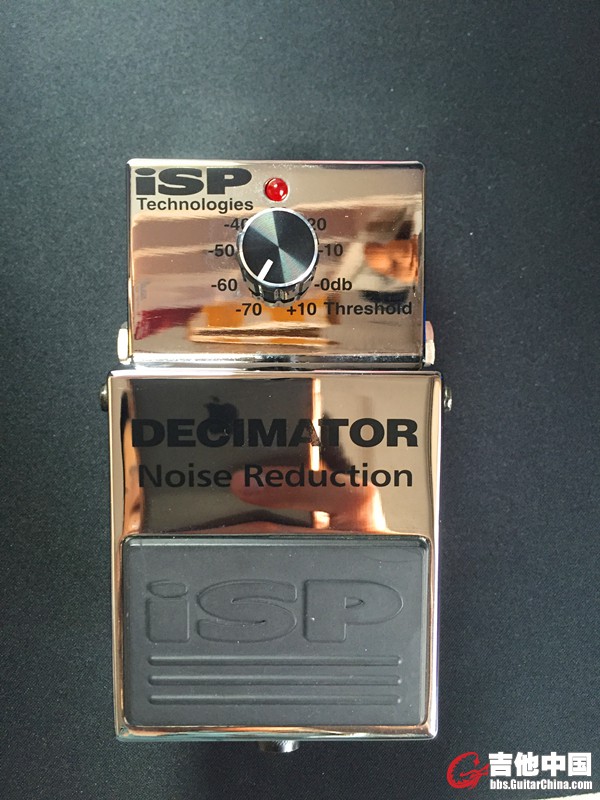 iSP
Technologies
-40 -20
-50 -10
-60 -0db
-70 +10 Threshold
DECIMATOR
Noise Reduction
iSP
吉他中国
bbs.GuitarChina.com